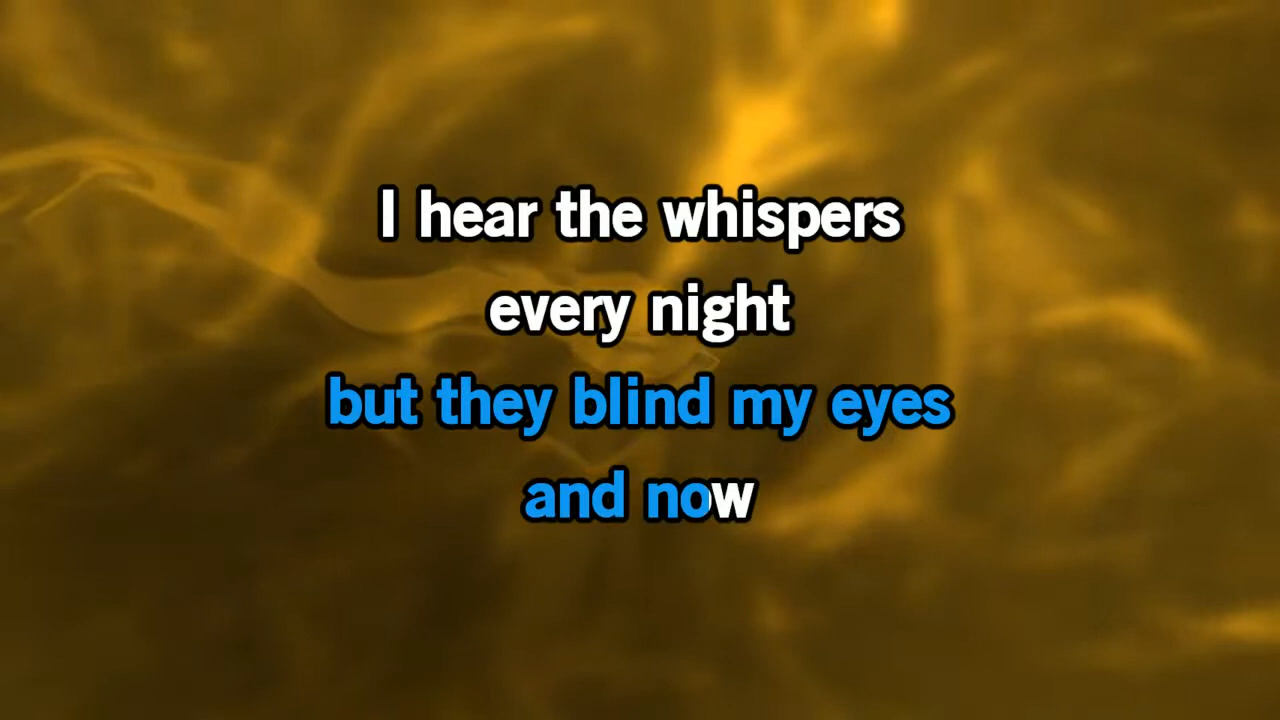 I hear the whispers
every night
but they blind my eyes
and now